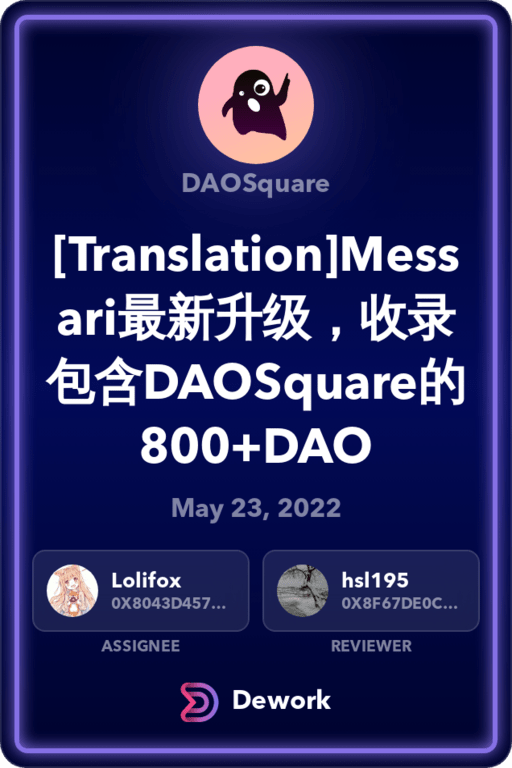 DAOSquare
[Translation]Mess
ari最新升级，收录
包含DAOSquare的
800+DAO
May 23, 2022
Lolifox
0X8043D457...
hsl195
0X8F67DE0C...
ASSIGNEE
REVIEWER
Dework